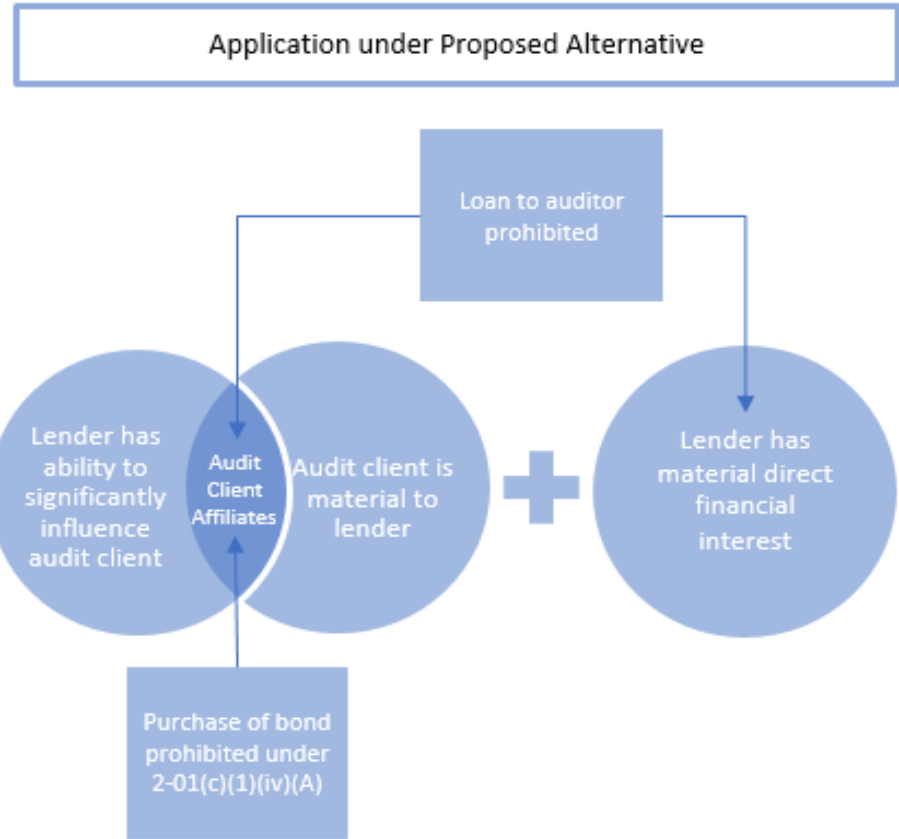 Application under Proposed Alternative
Loan to auditor
prohibited
Lender has
ability to
significantly
influence
audit client
Audit
Client
Affiliates
Audit client is
material to
lender
Lender has
material direct
financial
interest
Purchase of bond
prohibited under
2-01(c)(1)(iv)(A)